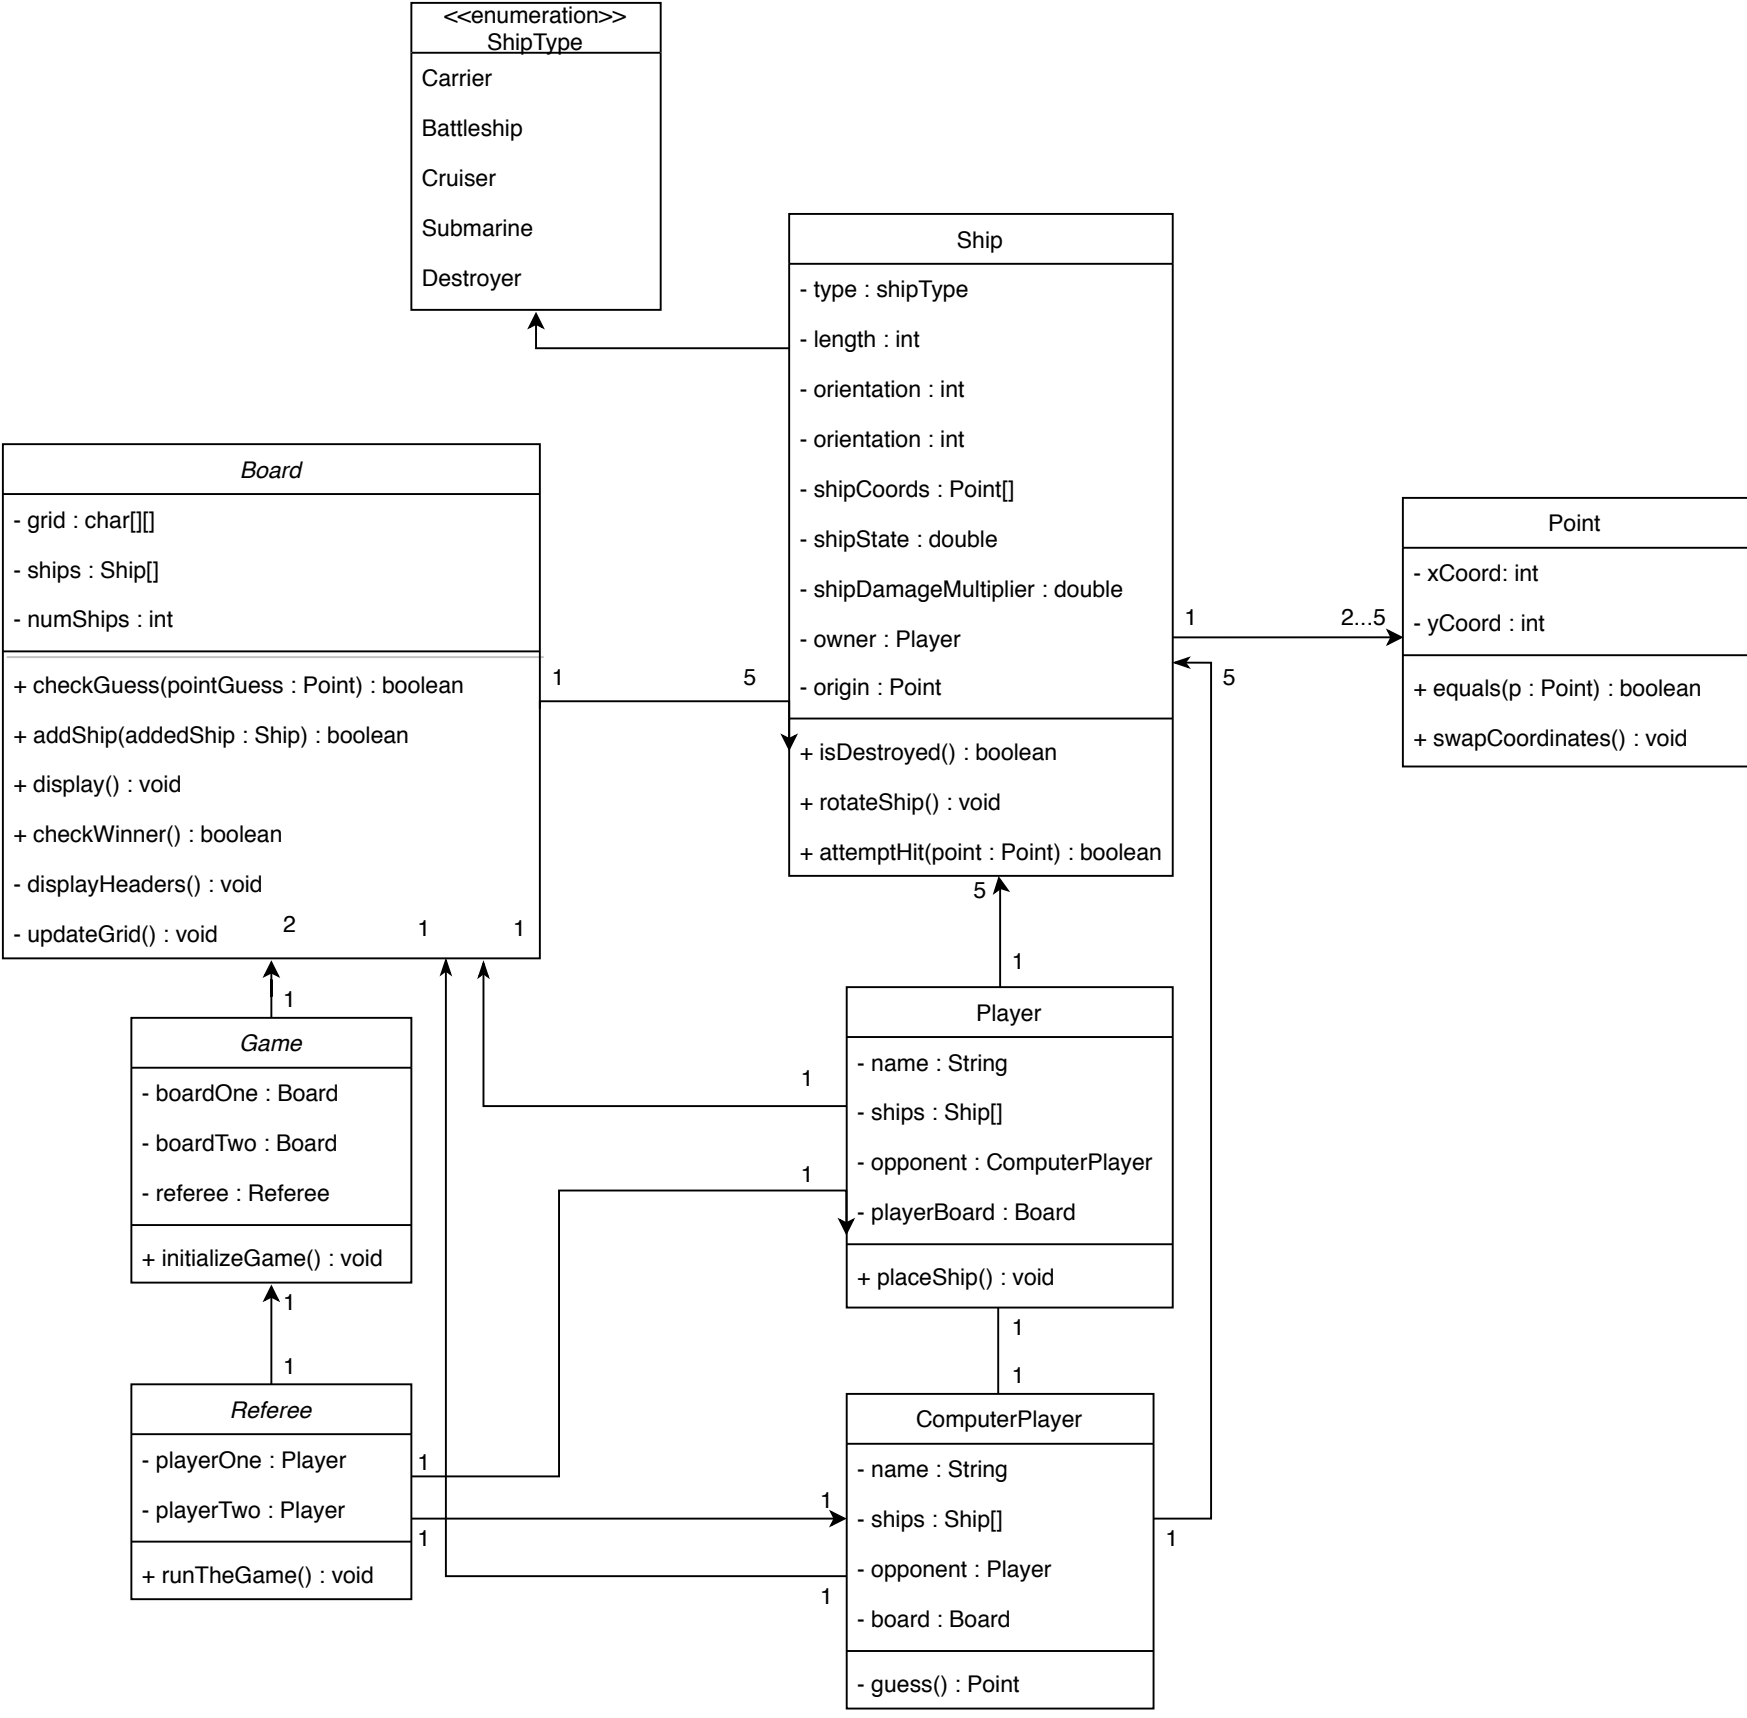 <<enumeration>>
ShipType
Carrier
Battleship
Cruiser
Submarine
Destroyer
Ship
- type : shipType
- length : int
- orientation : int
- orientation : int
- shipCoords : Point[]
- shipState : double
- shipDamageMultiplier : double
- owner : Player
- origin : Point
+ isDestroyed() : boolean
+ rotateShip() : void
+ attemptHit(point : Point) : boolean
Board
- grid : char[][]
- ships : Ship[]
- numShips : int
+ checkGuess(pointGuess : Point) : boolean
+ addShip(addedShip : Ship) : boolean
+ display() : void
+ checkWinner() : boolean
- displayHeaders() : void
- updateGrid() : void
2
1
1
1
5
1
2...5
5
Point
- xCoord: int
- yCoord : int
+ equals(p : Point) : boolean
+ swapCoordinates() : void
5
1
1
Game
- boardOne : Board
- boardTwo : Board
- referee : Referee
+ initializeGame() : void
1
1
Player
- name : String
- ships : Ship[]
- opponent : ComputerPlayer
- playerBoard : Board
+ placeShip() : void
1
1
1
1
Referee
- playerOne : Player
- playerTwo : Player
+ runTheGame() : void
1
1
1
1
1
ComputerPlayer
- name : String
- ships : Ship[]
- opponent : Player
- board : Board
- guess() : Point